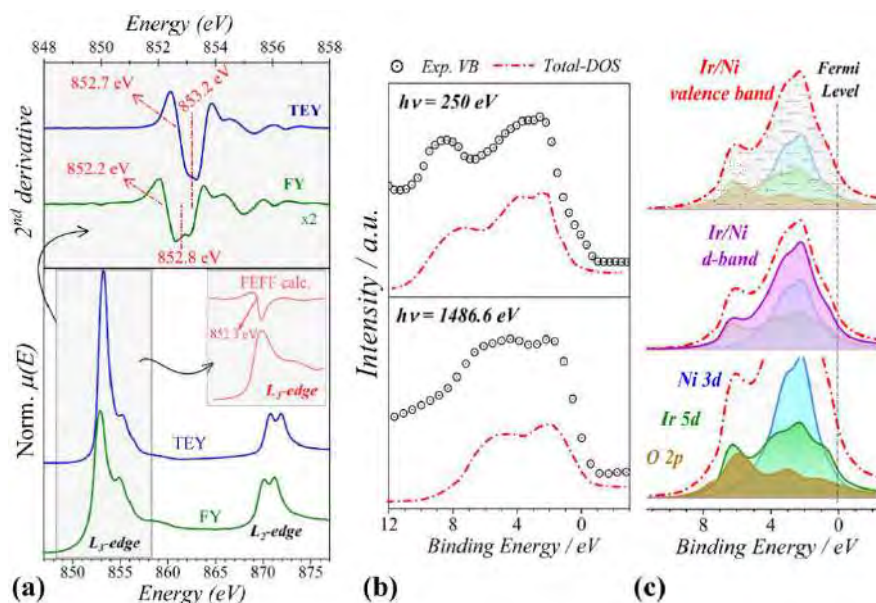 Energy (eV)
848 850 852 854 856 858
852.7 eV
853.2 eV
TEY
852.2 eV
FY
x2
852.8 eV
2nd derivative
FEFF calc.
852.3 eV
L3-edge
Norm. μ(E)
TEY
FY
L3-edge
L2-edge
850 855 860 865 870 875
Energy (eV)
(a)
Exp. VB Total-DOS
hν = 250 eV
hν = 1486.6 eV
Intensity / a.u.
12 8 4 0
Binding Energy / eV
(b)
Ir/Ni
valence band
Fermi
Level
Ir/Ni
d-band
Ni 3d
Ir 5d
O 2p
8 4 0
Binding Energy / eV
(c)